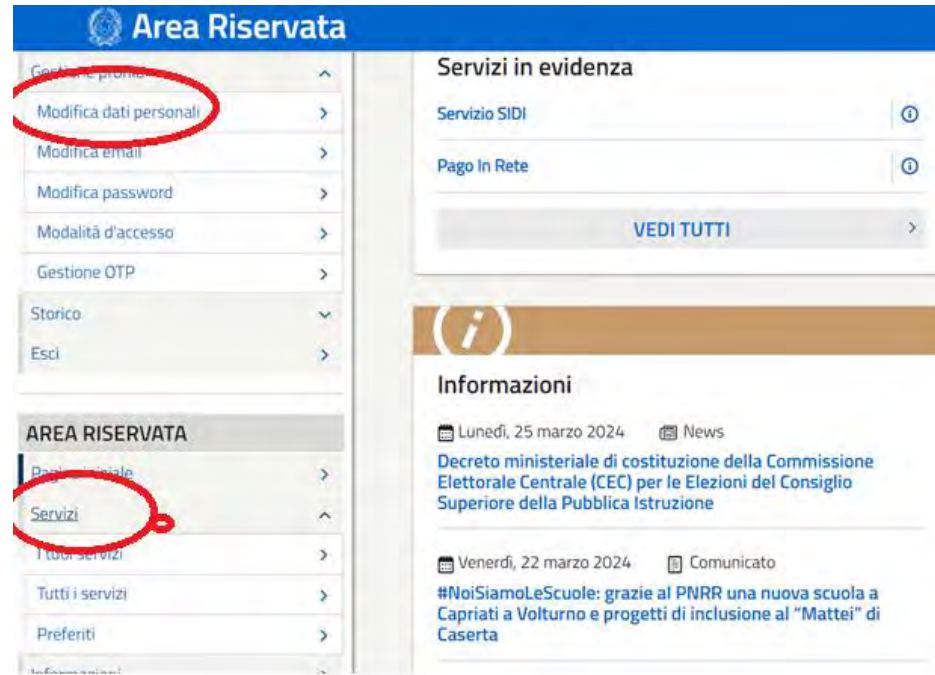 Area Riservata
Modifica dati personali
Modifica email
Modifica password
Modalità d'accesso
Gestione OTP
Storico
Esci
AREA RISERVATA
Pagina iniziale
Servizi
I tuoi servizi
Tutti i servizi
Preferiti
Servizi in evidenza
Servizio SIDI
Pago In Rete
VEDI TUTTI
Informazioni
Lunedì, 25 marzo 2024 News
Decreto ministeriale di costituzione della Commissione
Elettorale Centrale (CEC) per le Elezioni del Consiglio
Superiore della Pubblica Istruzione
Venerdì, 22 marzo 2024 Comunicato
#NoiSiamoLeScuole: grazie al PNRR una nuova scuola a
Capriati a Volturno e progetti di inclusione al “Mattei” di
Caserta